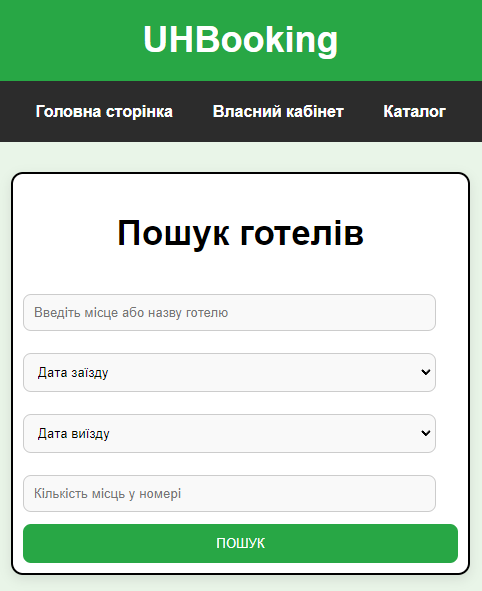 UHBooking
Головна сторінка Власний кабінет Каталог
Пошук готелів
Введіть місце або назву готелю
Дата заїзду
Дата виїзду
Кількість місць у номері
ПОШУК